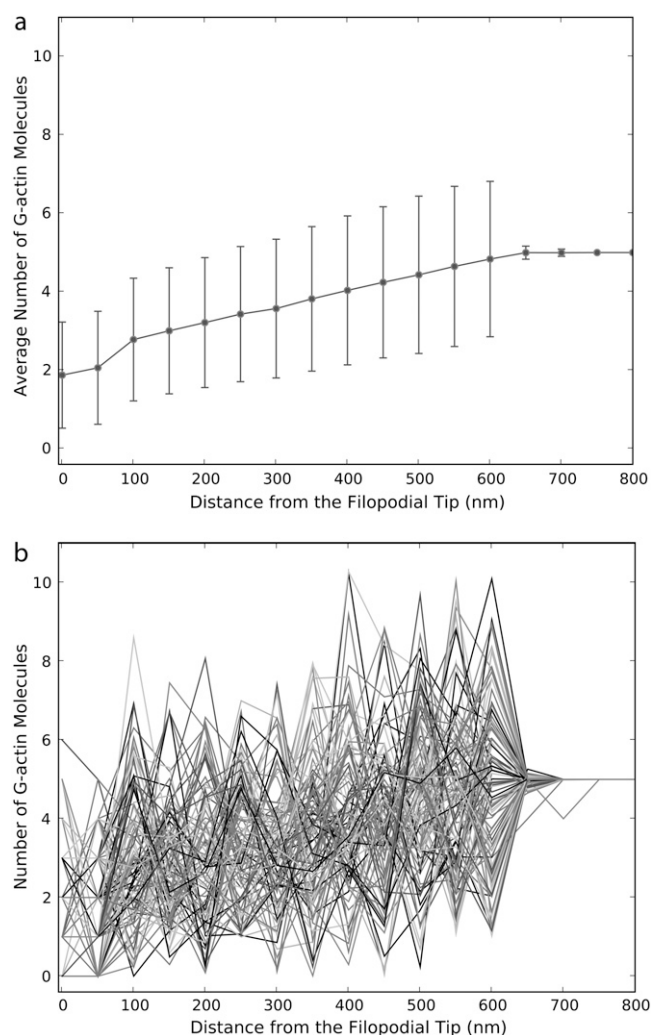 a
10
8
6
4
2
0
Average Number of G-actin Molecules
0 100 200 300 400 500 600 700 800
Distance from the Filopodial Tip (nm)
b
10
8
6
4
2
0
Number of G-actin Molecules
0 100 200 300 400 500 600 700 800
Distance from the Filopodial Tip (nm)